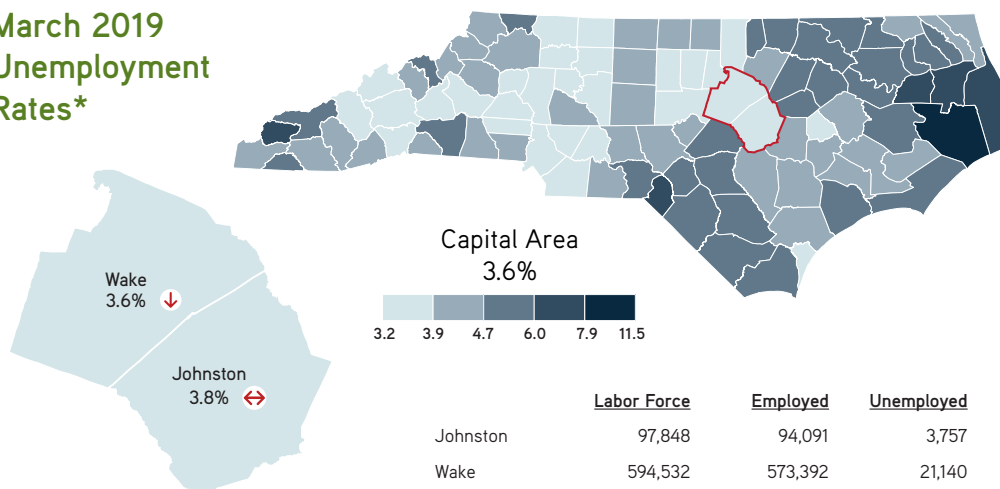 March 2019
Unemployment
Rates*
Capital Area
3.6%
3.2 3.9 4.7 6.0 7.9 11.5
Wake
3.6%
Johnston
3.8%
Labor Force Employed Unemployed
Johnston 97,848 94,091 3,757
Wake 594,532 573,392 21,140